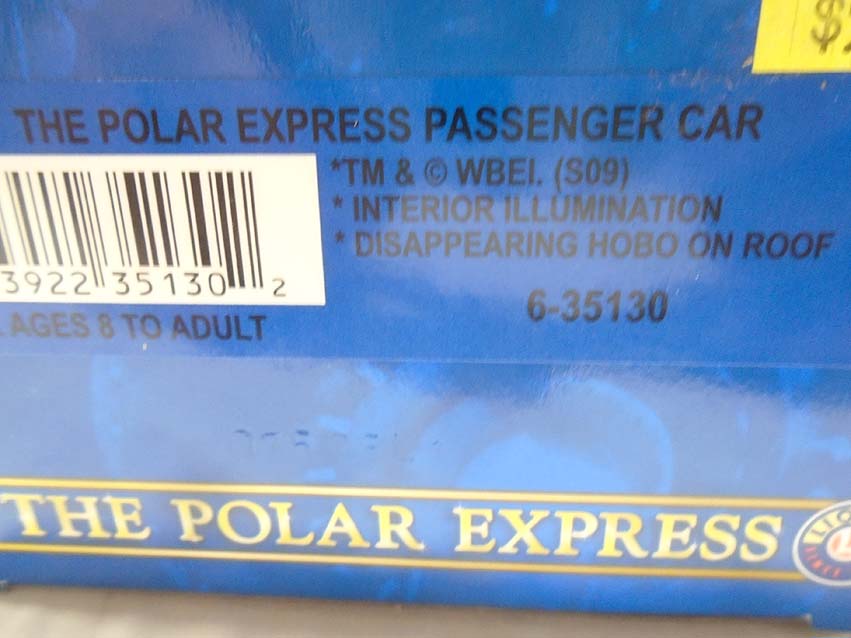 $
THE POLAR EXPRESS PASSENGER CAR
*TM & © WBEI. (S09)
* INTERIOR ILLUMINATION
* DISAPPEARING HOBO ON ROOF
3922 35130 2
6-35130
AGES 8 TO ADULT
THE POLAR EXPRESS